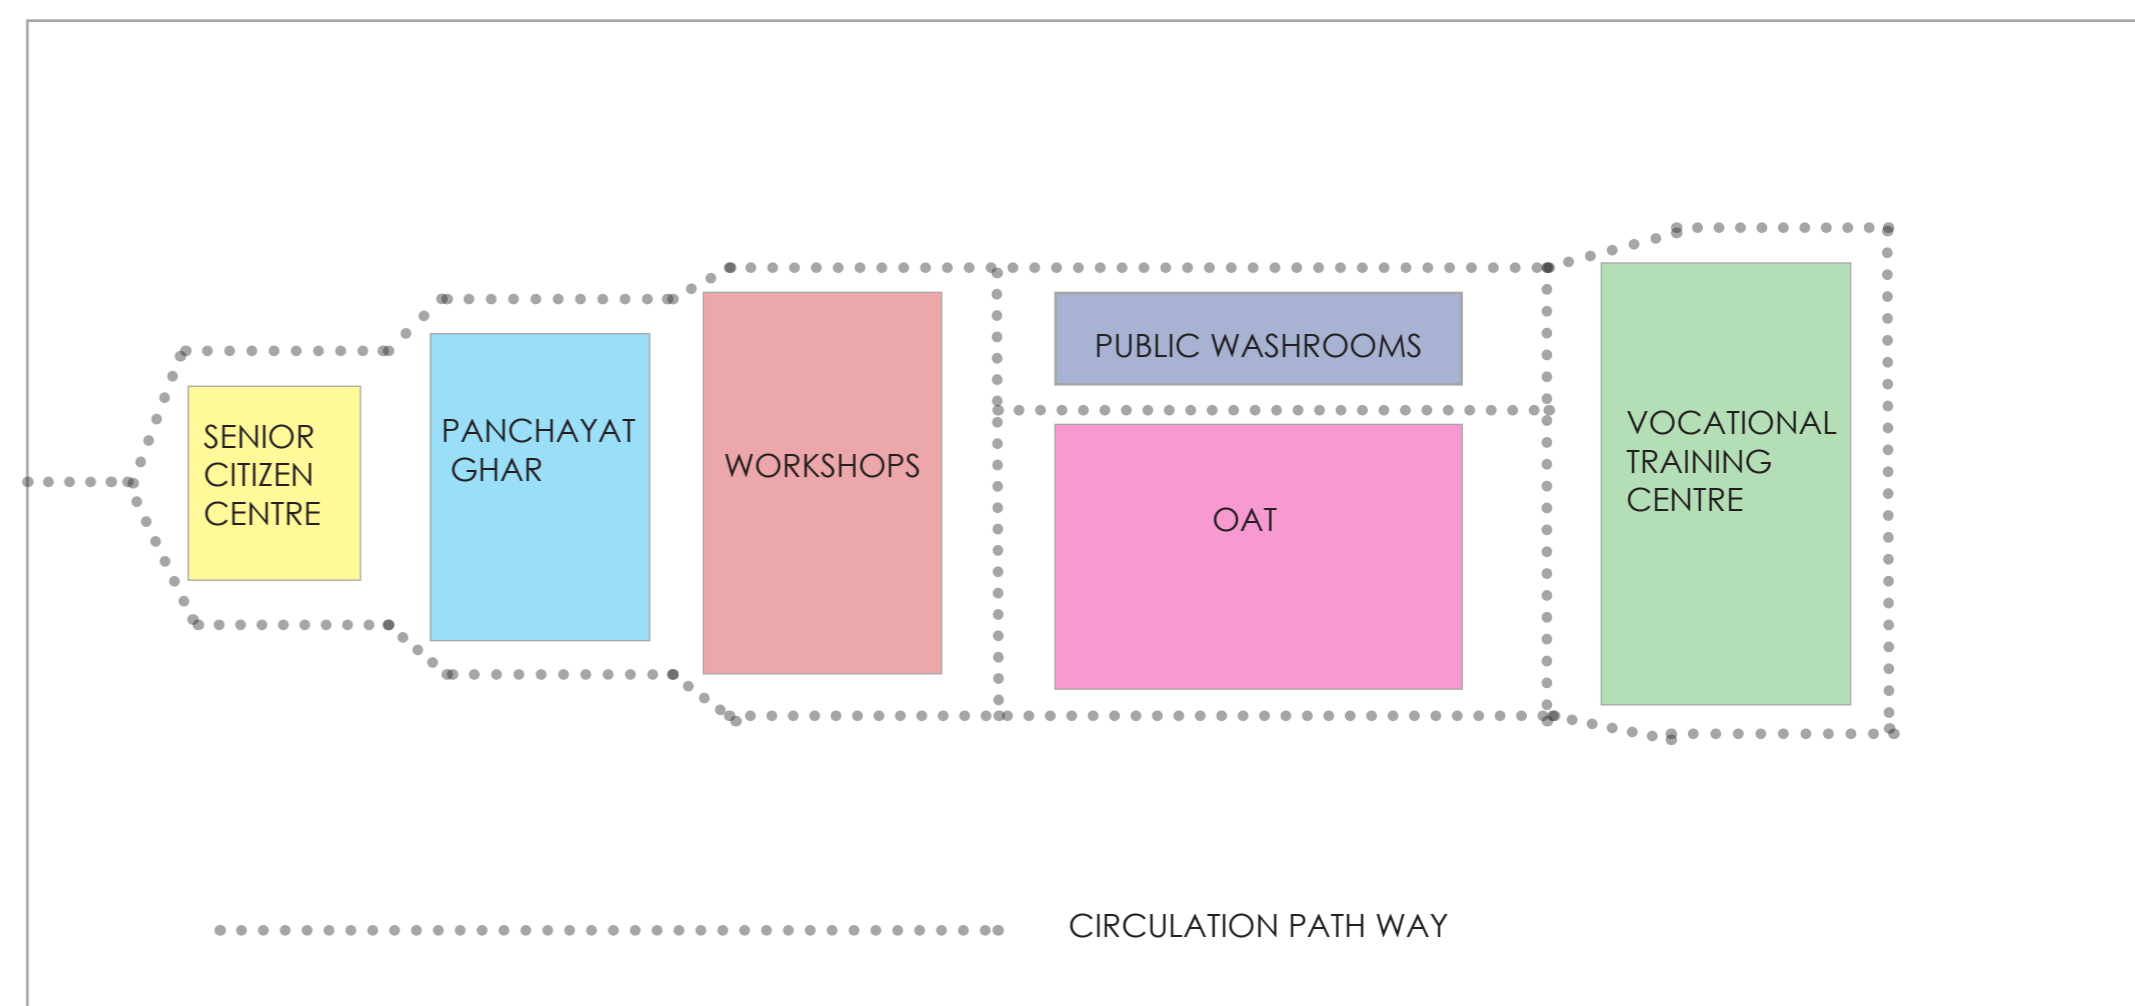 SENIOR
CITIZEN
CENTRE
PANCHAYAT
GHAR
WORKSHOPS
PUBLIC WASHROOMS
OAT
VOCATIONAL
TRAINING
CENTRE
CIRCULATION PATH WAY